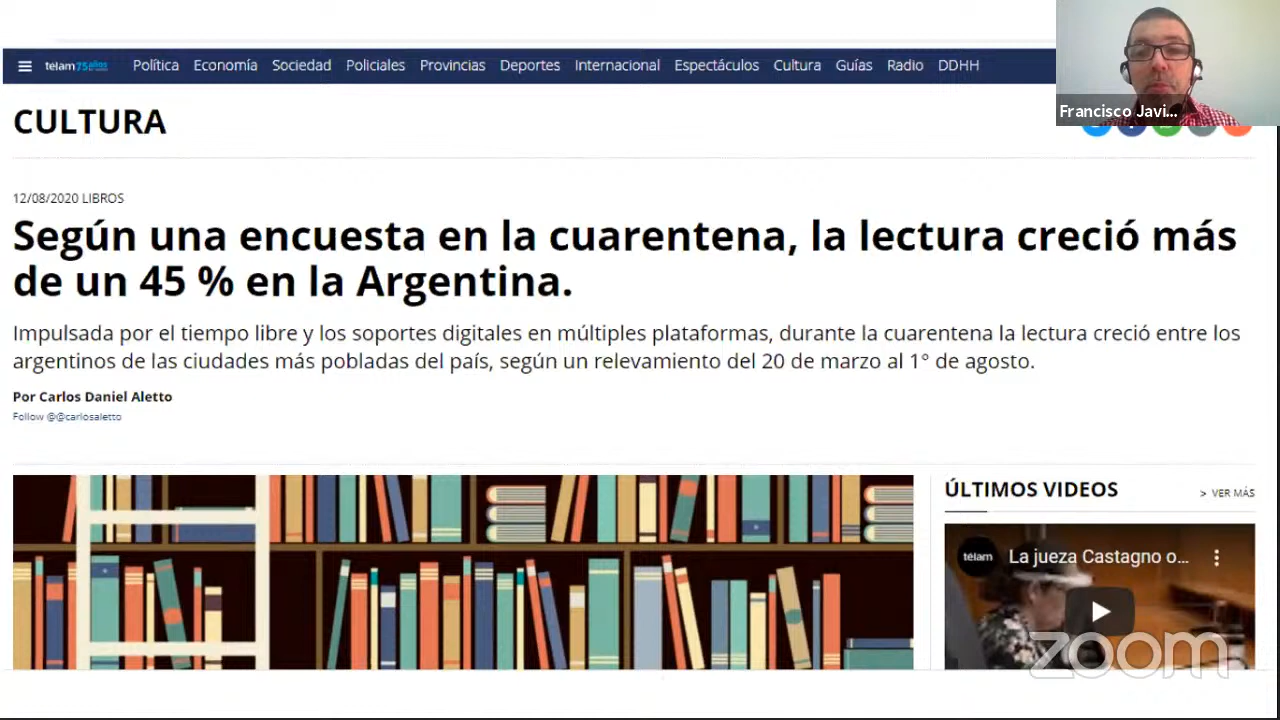 telam 75 años
Política Economía Sociedad Policiales Provincias Deportes Internacional Espectáculos Cultura Guías Radio DDHH
Francisco Javi...
CULTURA
12/08/2020 LIBROS
Según una encuesta en la cuarentena, la lectura creció más
de un 45 % en la Argentina.
Impulsada por el tiempo libre y los soportes digitales en múltiples plataformas, durante la cuarentena la lectura creció entre los
argentinos de las ciudades más pobladas del país, según un relevamiento del 20 de marzo al 1° de agosto.
Por Carlos Daniel Aletto
Follow @@carlosaletto
ÚLTIMOS VIDEOS
> VER MÁS
télam
La jueza Castagno o...
zoom